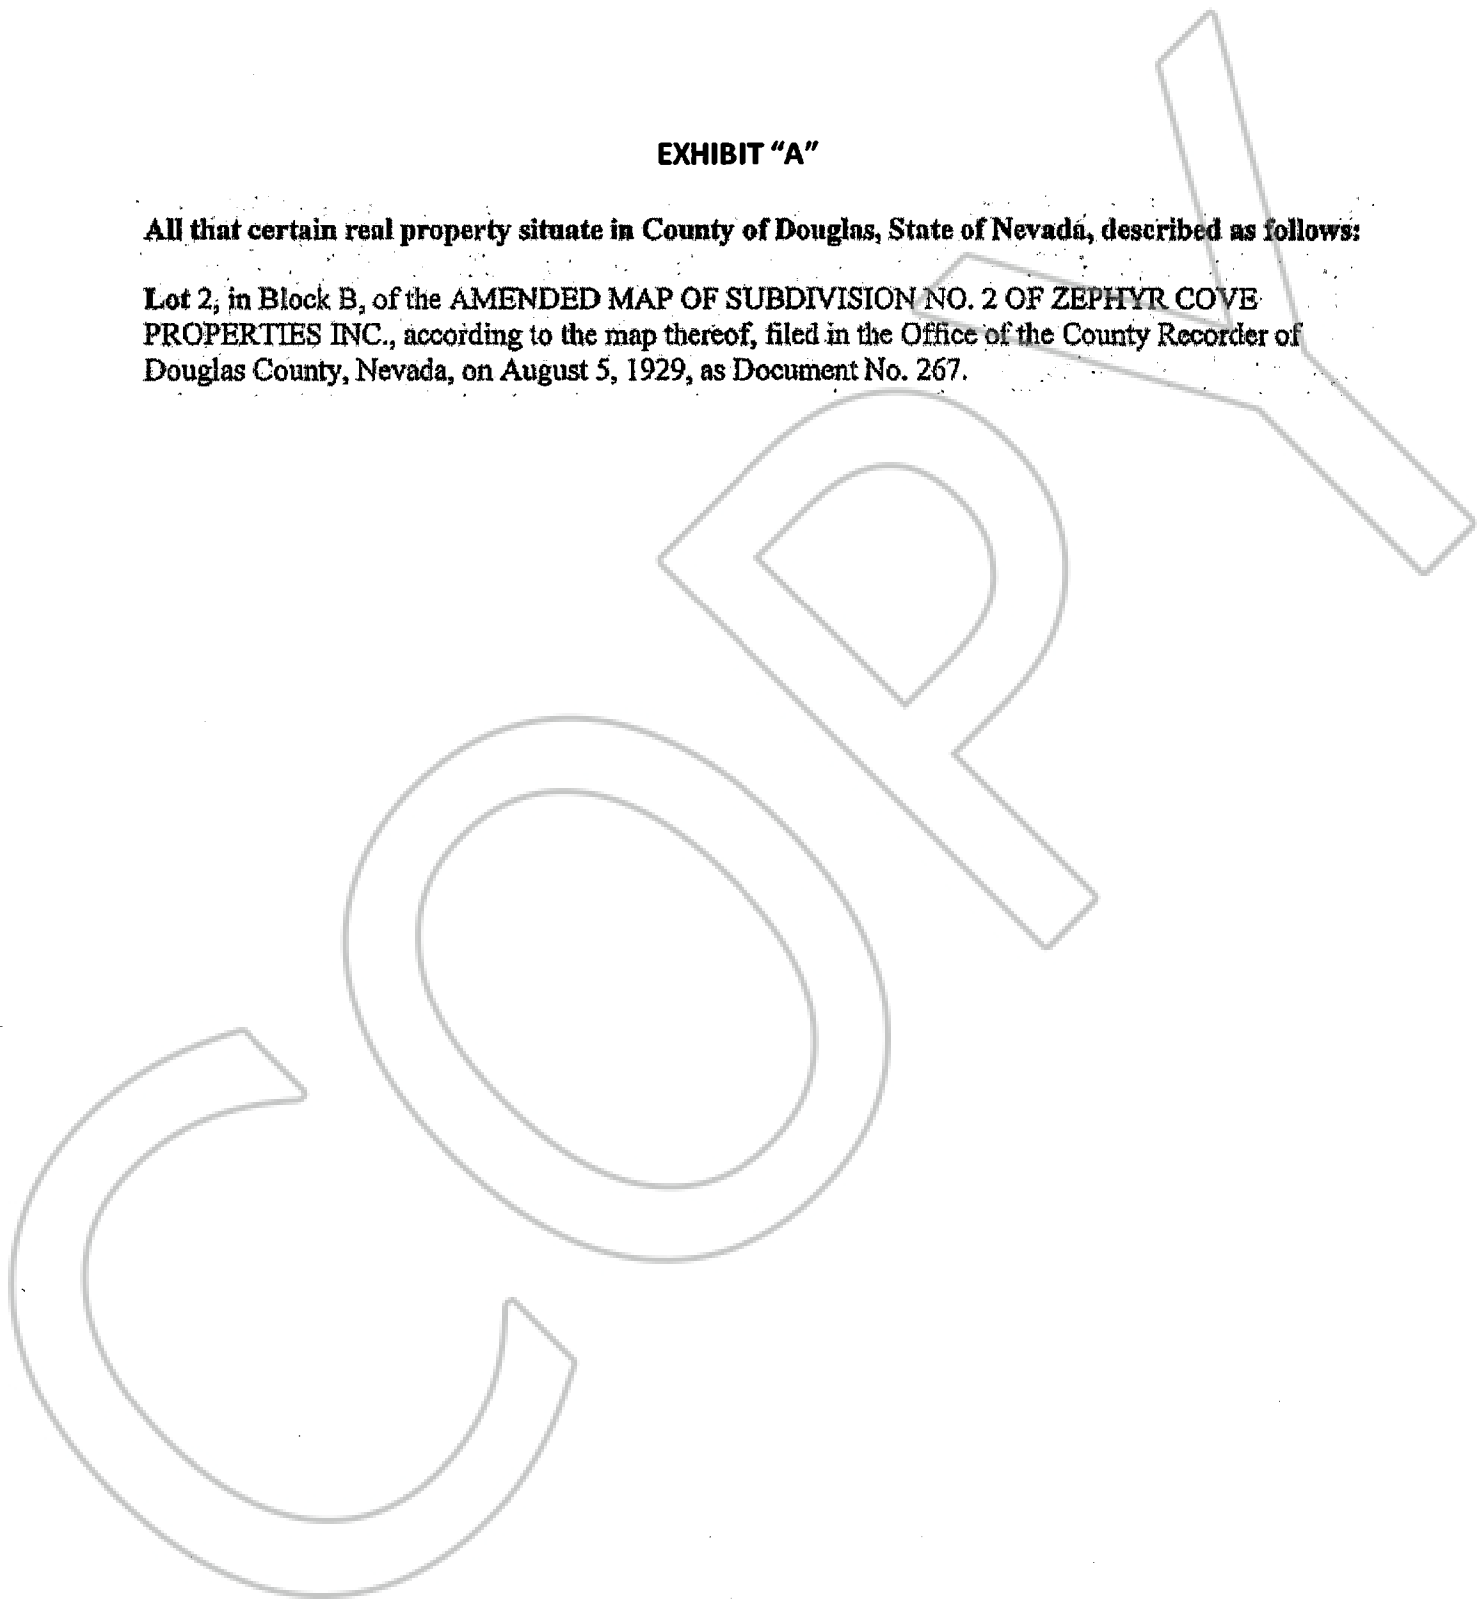 EXHIBIT “A”
All that certain real property situate in County of Douglas, State of Nevada, described as follows:
Lot 2, in Block B, of the AMENDED MAP OF SUBDIVISION NO. 2 OF ZEPHYR COVE
PROPERTIES INC., according to the map thereof, filed in the Office of the County Recorder of
Douglas County, Nevada, on August 5, 1929, as Document No. 267.
COPY